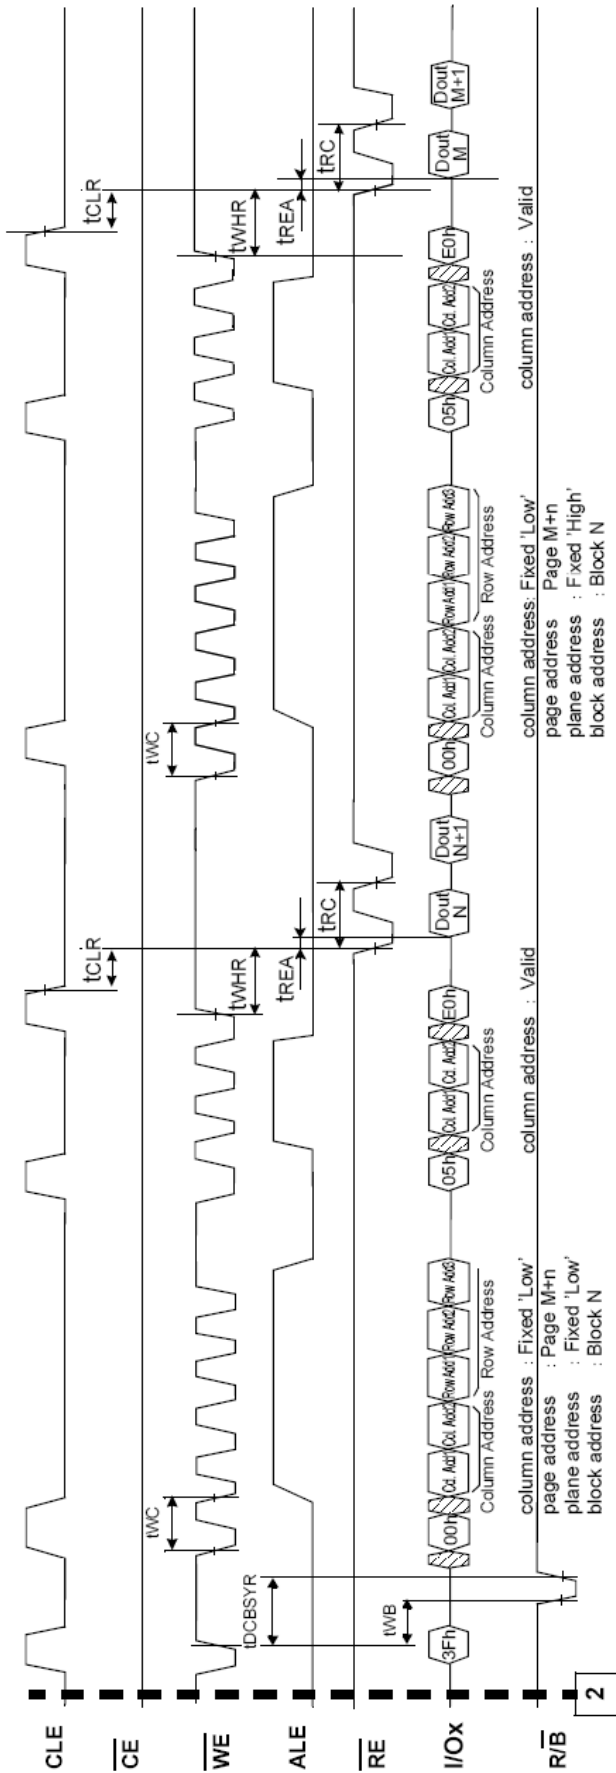 CLE
tCLR
tCLR
CE
WE
tWC
tWHR
tWC
tWHR
tDCBSYR
ALE
tREA
tREA
tWB
RE
tRC
tRC
I/Ox
3Fh
00h
Cd. Add1
Col. Add2
Row Add1
Row Add2
Row Add3
05h
Col. Add1
Cd. Add2
E0h
Dout N
Dout N+1
00h
Col. Add1
Col. Add2
Row Add1
Row Add2
Row Add3
05h
Col. Add1
Cd. Add2
E0h
Dout M
Dout M+1
Column Address Row Address
Column Address
Column Address Row Address
Column Address
R/B
2
column address : Fixed 'Low'
page address : Page M+n
plane address : Fixed 'Low'
block address : Block N
column address : Valid
column address: Fixed 'Low'
page address : Page M+n
plane address : Fixed 'High'
block address : Block N
column address : Valid